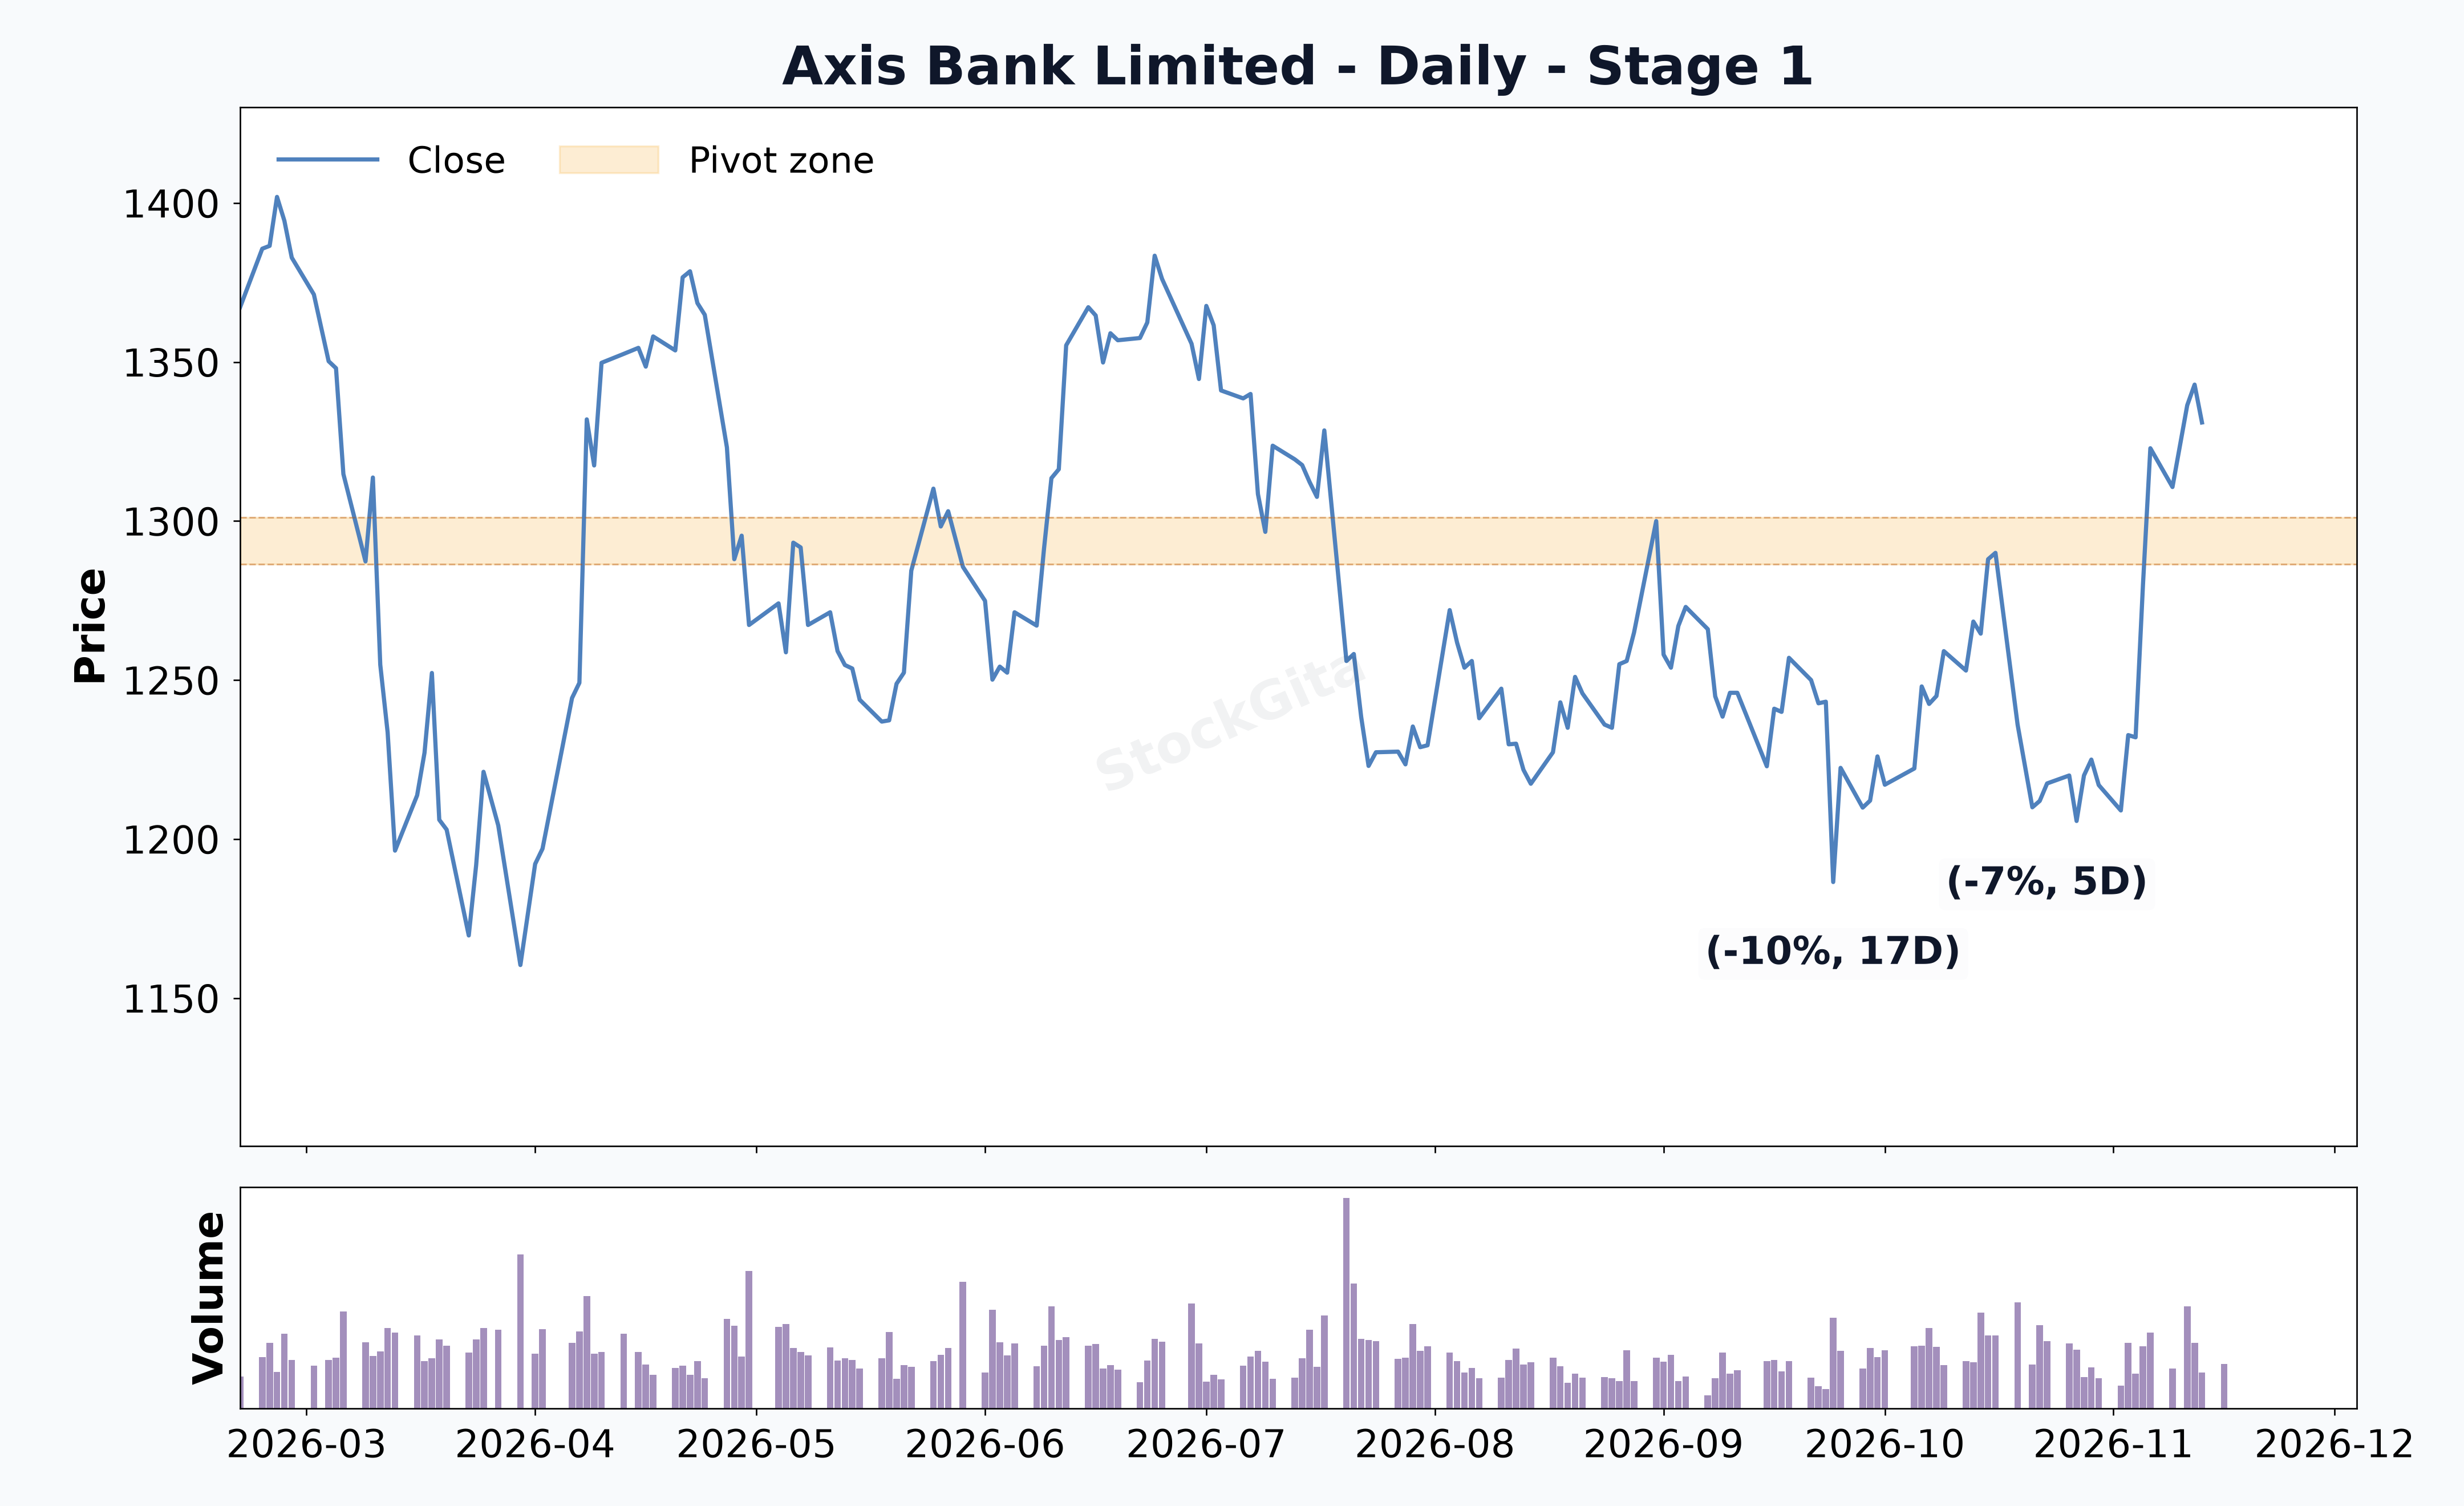 Axis Bank Limited - Daily - Stage 1
Close
Pivot zone
1400
1350
1300
1250
1200
1150
Price
StockGita
(-7%, 5D)
(-10%, 17D)
Volume
2026-03
2026-04
2026-05
2026-06
2026-07
2026-08
2026-09
2026-10
2026-11
2026-12